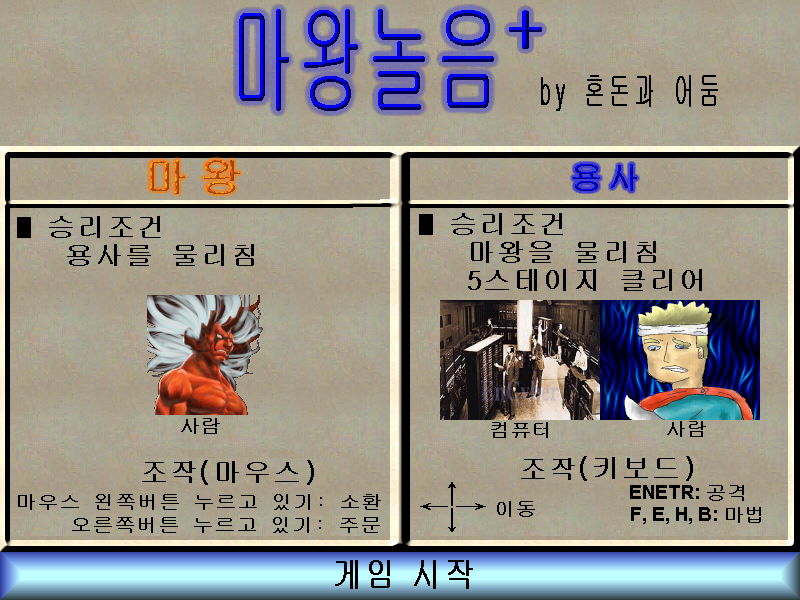 마왕놀음+
by 혼돈과 어둠
마왕
용사
■ 승리조건
용사를 물리침
■ 승리조건
마왕을 물리침
5스테이지 클리어
사람
컴퓨터
사람
조작(마우스)
마우스 왼쪽버튼 누르고 있기: 소환
오른쪽버튼 누르고 있기: 주문
조작(키보드)
이동
ENETR: 공격
F, E, H, B: 마법
게임 시작